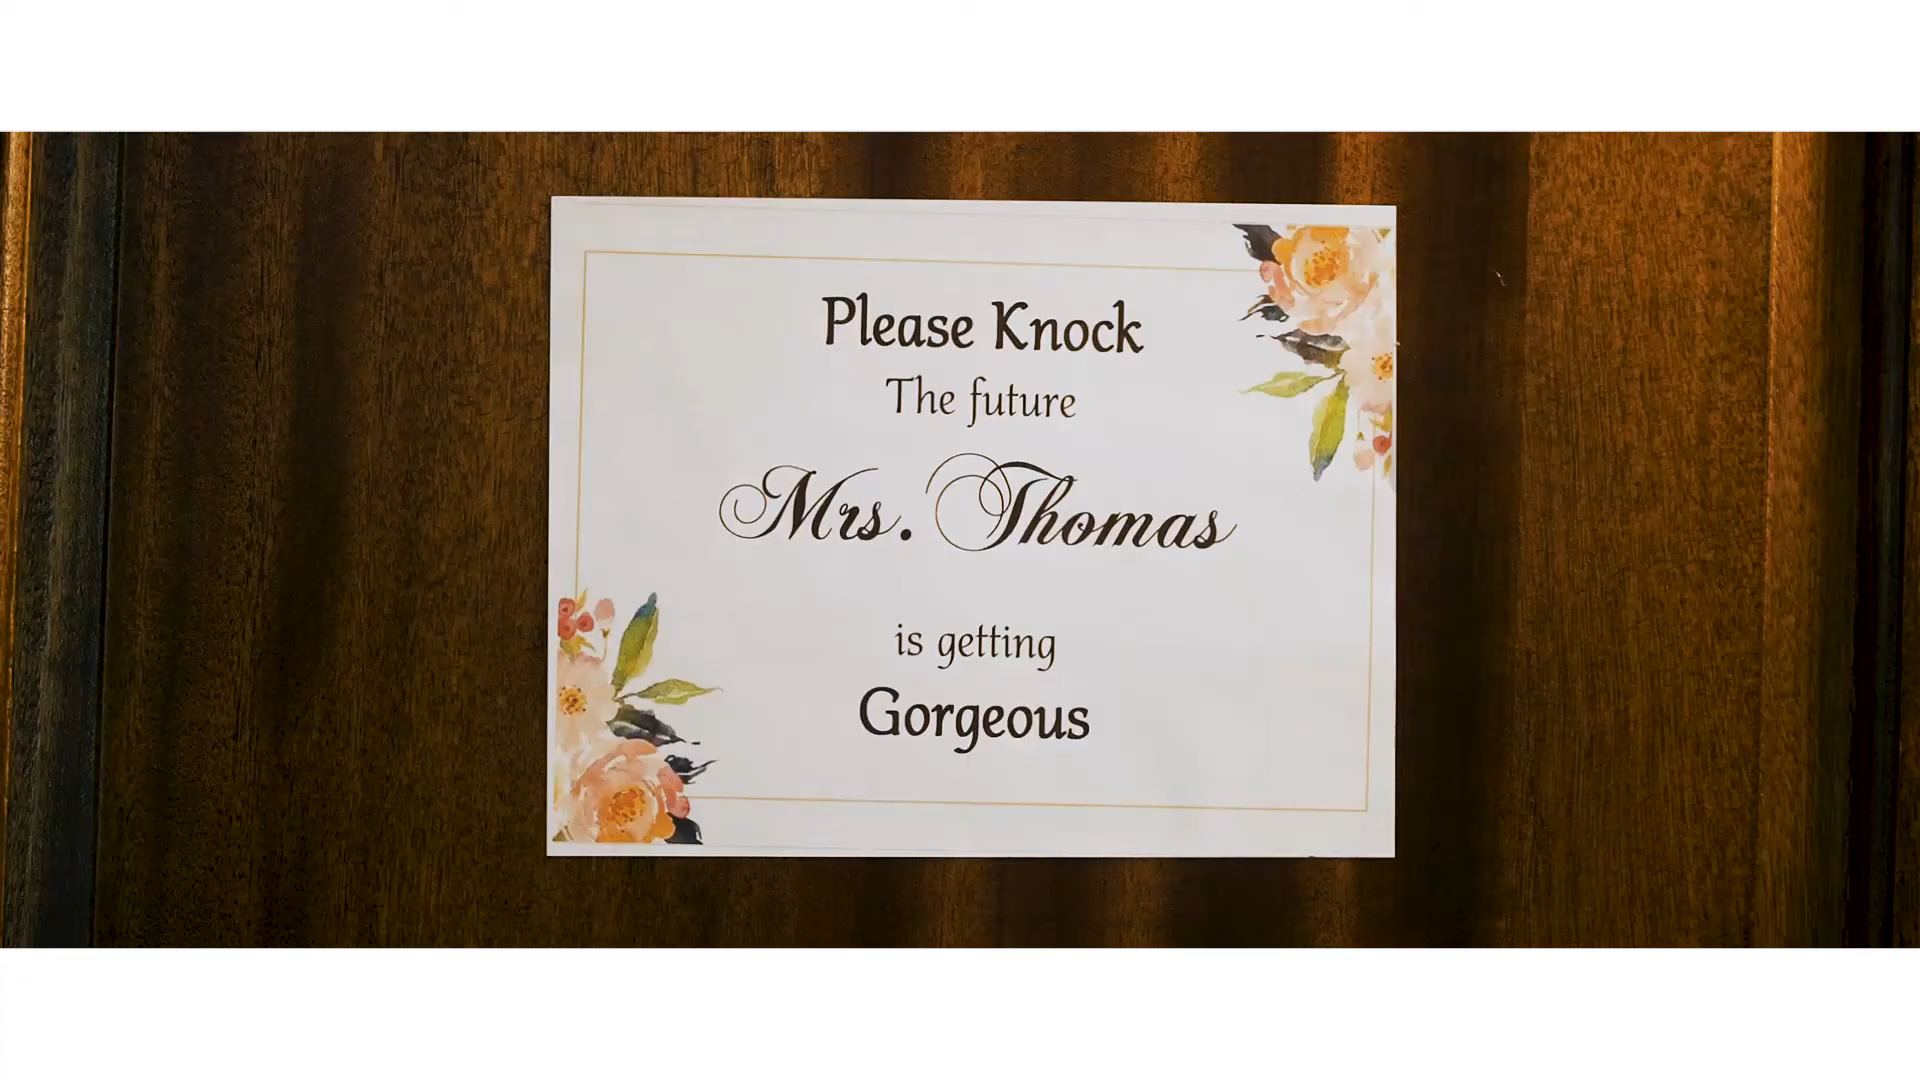 Please Knock
The future
Mrs. Thomas
is getting
Gorgeous